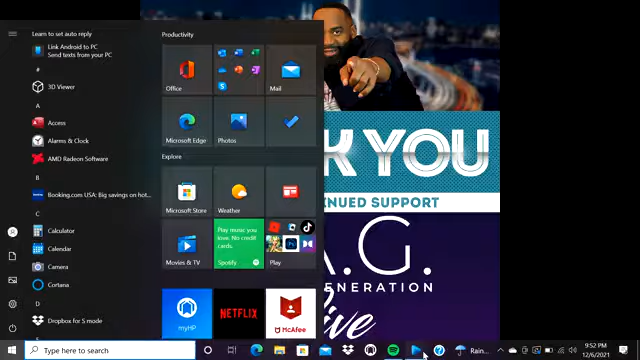 Learn to set auto reply
Link Android to PC
Send texts from your PC
#
3D Viewer
A
Access
Alarms & Clock
AMD Radeon Software
B
Booking.com USA: Big savings on hot...
C
Calculator
Calendar
Camera
Cortana
D
Dropbox for S mode
Productivity
Office
Mail
Microsoft Edge
Photos
Explore
Microsoft Store
Weather
Movies & TV
Play music you
love. No credit
cards.
Spotify
Play
myHP
NETFLIX
McAfee
K YOU
NUED SUPPORT
A.G.
ENERATION
ive
Type here to search
Rain...
9:52 PM
12/6/2021